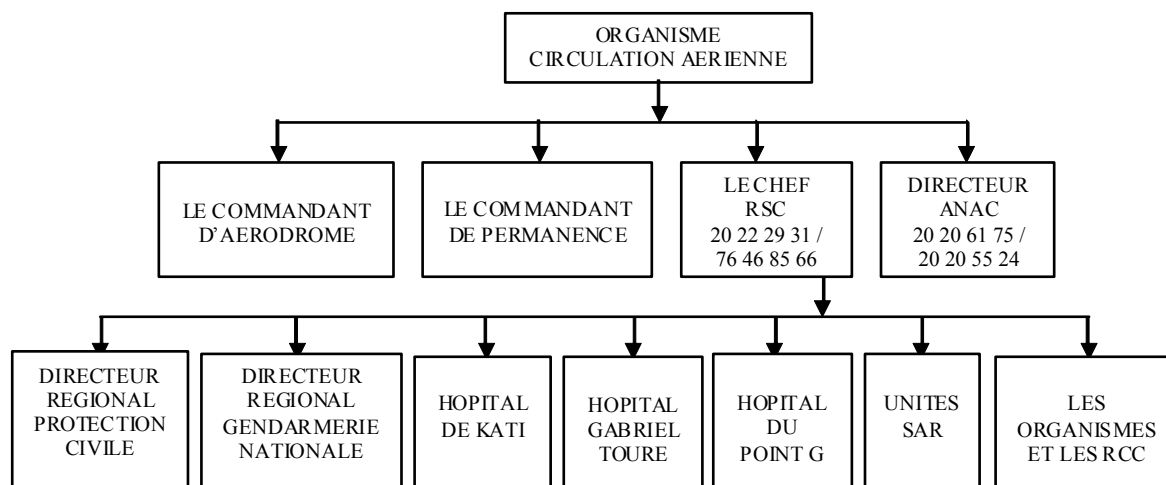 ORGANISME
CIRCULATION AERIENNE
LE COMMANDANT
D’AERODROME
LE COMMANDANT
DE PERMANENCE
LE CHEF
RSC
20 22 29 31 /
76 46 85 66
DIRECTEUR
ANAC
20 20 61 75 /
20 20 55 24
DIRECTEUR
REGIONAL
PROTECTION
CIVILE
DIRECTEUR
REGIONAL
GENDARMERIE
NATIONALE
HOPITAL
DE KATI
HOPITAL
GABRIEL
TOURE
HOPITAL
DU
POINT G
UNITES
SAR
LES
ORGANISMES
ET LES RCC